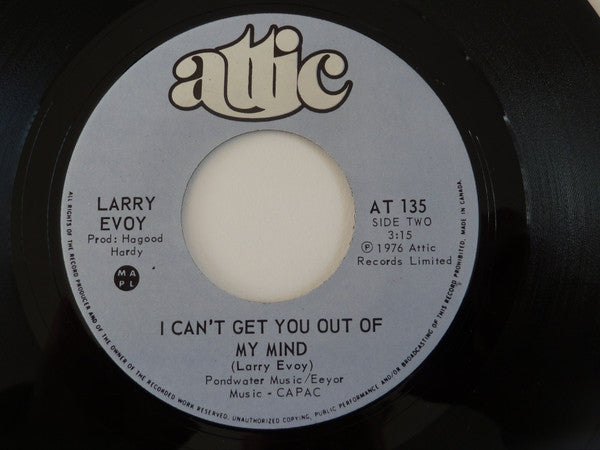 attic
LARRY
EVOY
Prod: Hagood
Hardy
MA
PL
AT 135
SIDE TWO
3:15
Ⓟ 1976 Attic
Records Limited
I CAN'T GET YOU OUT OF
MY MIND
(Larry Evoy)
Pondwater Music/Eeyor
Music - CAPAC
ALL RIGHTS OF THE RECORD PRODUCER AND OF THE OWNER OF THE RECORDED WORK RESERVED. UNAUTHORIZED COPYING, PUBLIC PERFORMANCE AND/OR BROADCASTING OF THIS RECORD PROHIBITED. MADE IN CANADA.